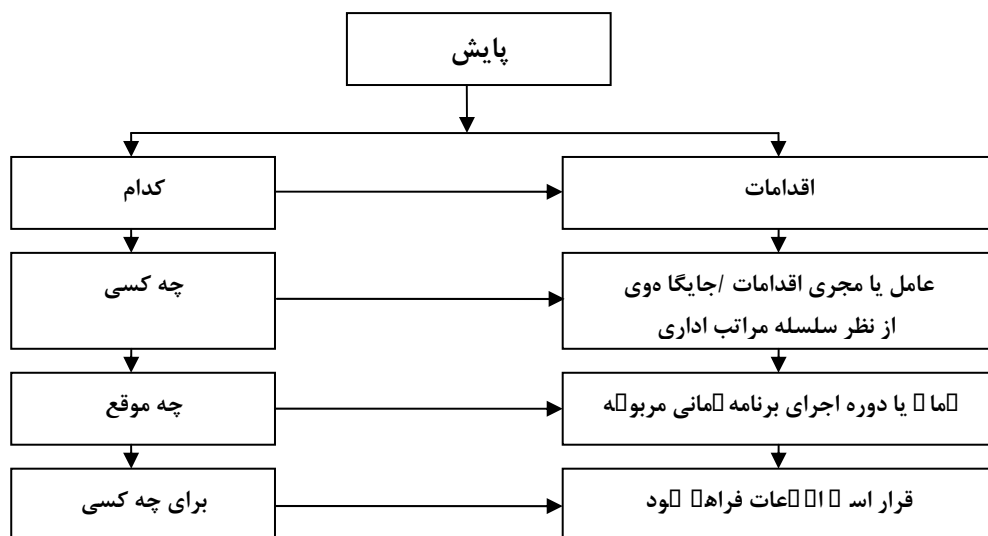 پایش
کدام
اقدامات
چه کسی
عامل یا مجری اقدامات /جایگا هوی
از نظر سلسله مراتب اداری
چه موقع
یا دوره اجرای برنامه
برای چه کسی
قرار